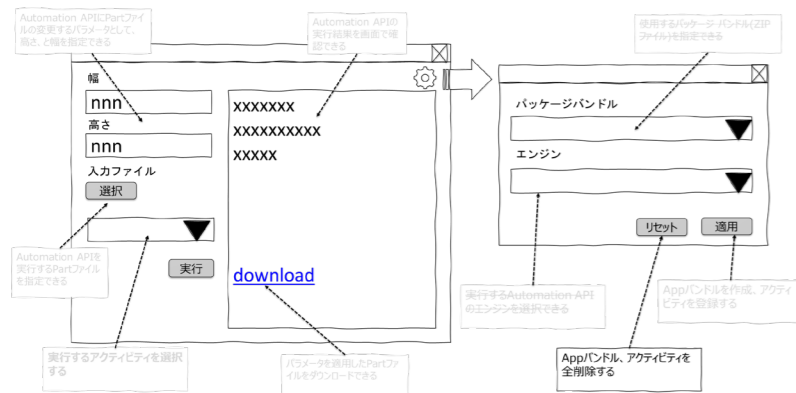 Automation APIにPartファイ
ルの変更するパラメータとして、
高さ、と幅を指定できる
Automation APIの
実行結果を画面で確
認できる
使用するパッケージ バンドル(ZIP
ファイル)を指定できる
幅
nnn
高さ
nnn
入力ファイル
選択
実行
xxxxxxx
xxxxxxxxxx
xxxxx
download
パッケージバンドル
エンジン
リセット
適用
Automation APIを
実行するPartファイル
を指定できる
実行するアクティビティを選択
する
パラメータを適用したPartファ
イルをダウンロードできる
実行するAutomation API
のエンジンを選択できる
Appバンドルを作成、アクティ
ビティを登録する
Appバンドル、アクティビティを
全削除する